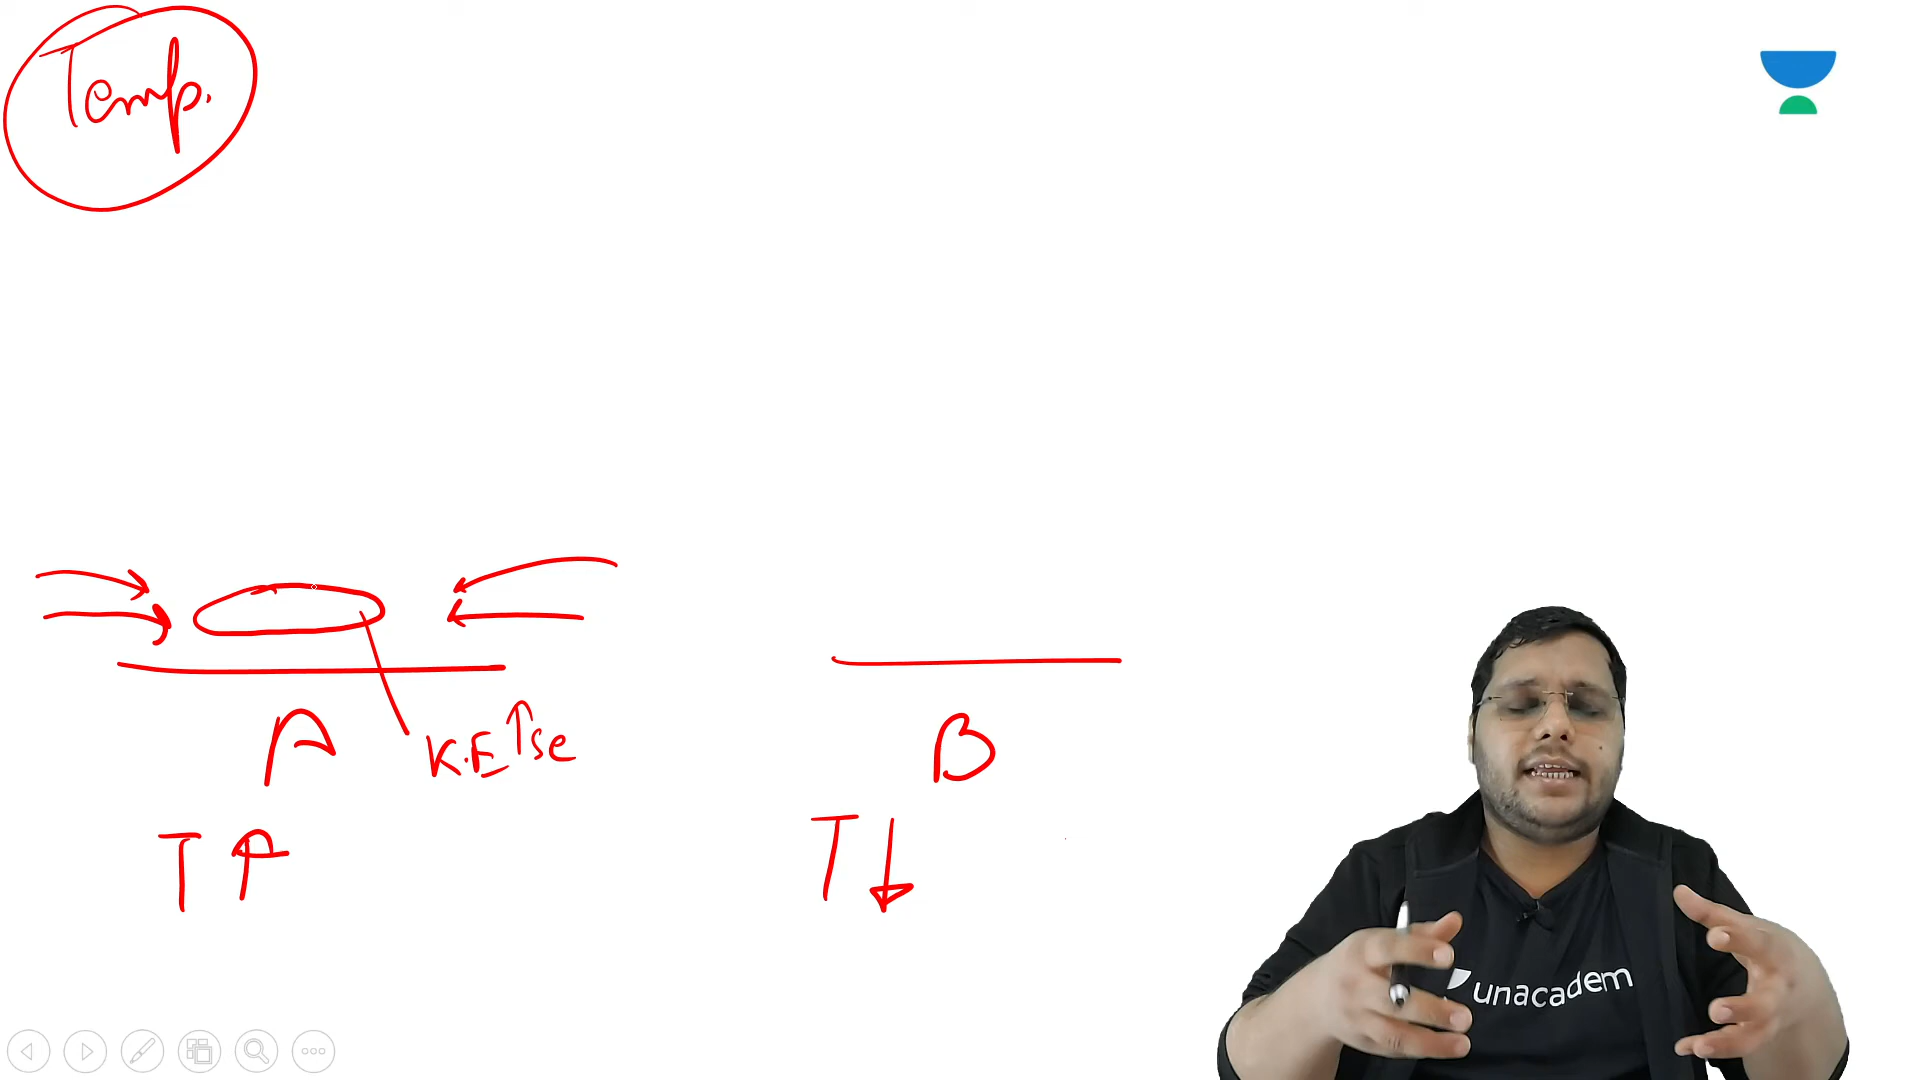 Temp.
A
K.E↑se
B
T↑
T↓
unacadem